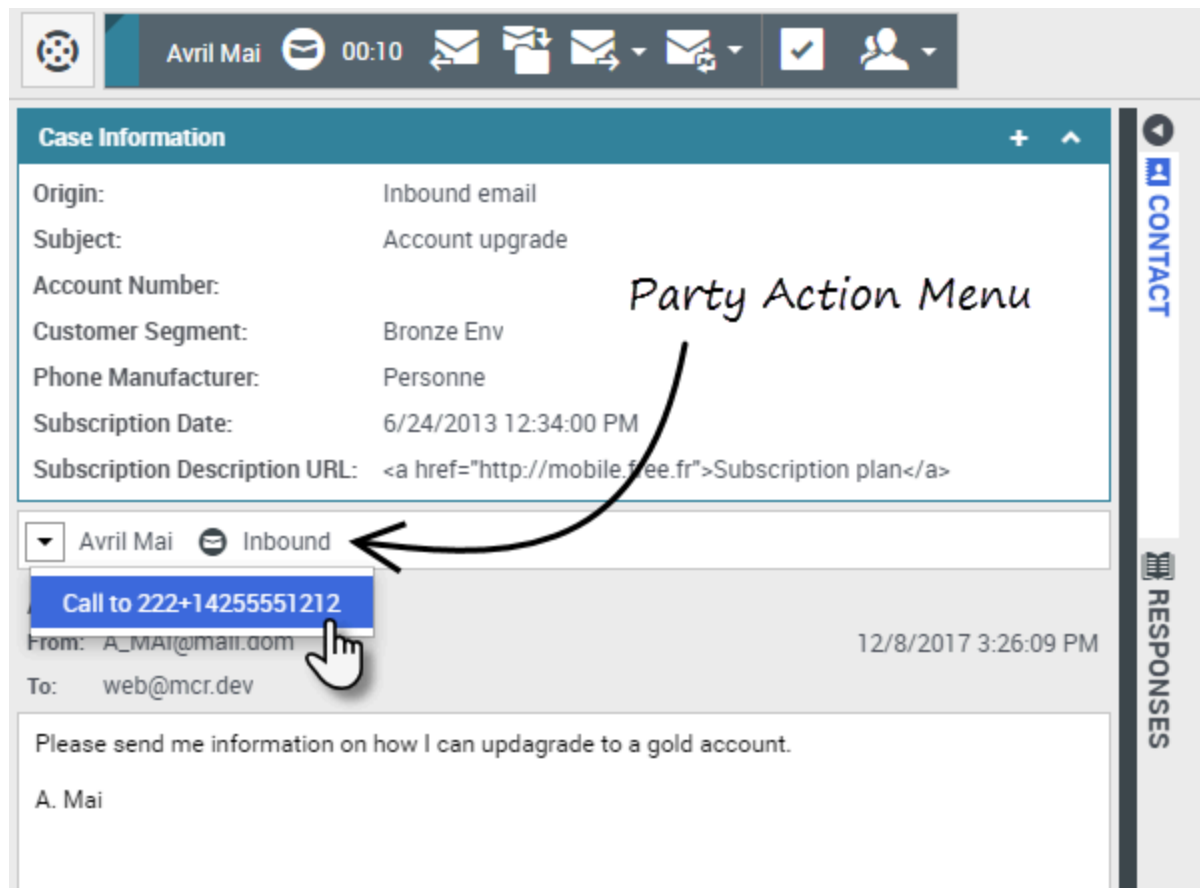 Avril Mai 00:10
Case Information
Origin: Inbound email
Subject: Account upgrade
Account Number:
Customer Segment: Bronze Env
Phone Manufacturer: Personne
Subscription Date: 6/24/2013 12:34:00 PM
Subscription Description URL: <a href="http://mobile.free.fr">Subscription plan</a>
Party Action Menu
Avril Mai Inbound
Call to 222+14255551212
From: A_MAI@mail.dom 12/8/2017 3:26:09 PM
To: web@mcr.dev
Please send me information on how I can updagrade to a gold account.
A. Mai
CONTACT
RESPONSES